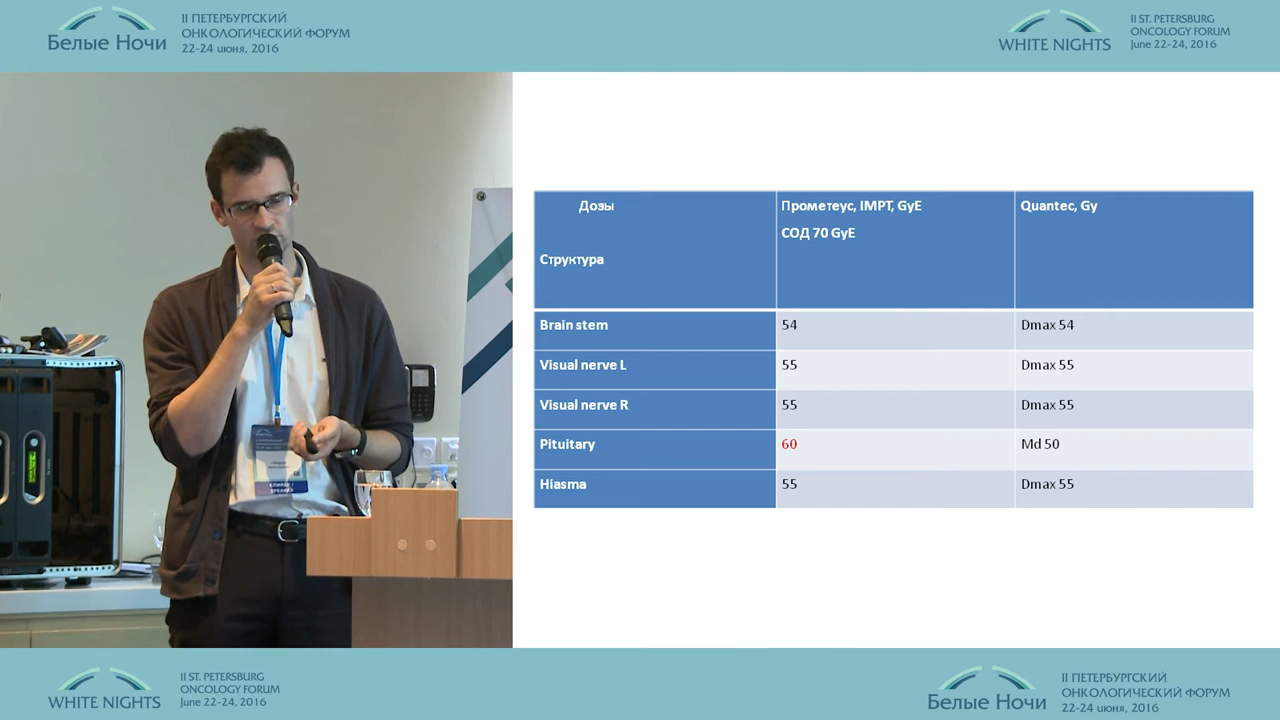 II ПЕТЕРБУРГСКИЙ
ОНКОЛОГИЧЕСКИЙ ФОРУМ
22-24 июня, 2016
Белые Ночи
II ST. PETERSBURG
ONCOLOGY FORUM
June 22-24, 2016
WHITE NIGHTS
Дозы
Структура
Прометеус, IMPT, GyE
СОД 70 GyE
Quantec, Gy
Brain stem
54
Dmax 54
Visual nerve L
55
Dmax 55
Visual nerve R
55
Dmax 55
Pituitary
60
Md 50
Hiasma
55
Dmax 55
II ST. PETERSBURG
ONCOLOGY FORUM
June 22-24, 2016
WHITE NIGHTS
II ПЕТЕРБУРГСКИЙ
ОНКОЛОГИЧЕСКИЙ ФОРУМ
22-24 июня, 2016
Белые Ночи